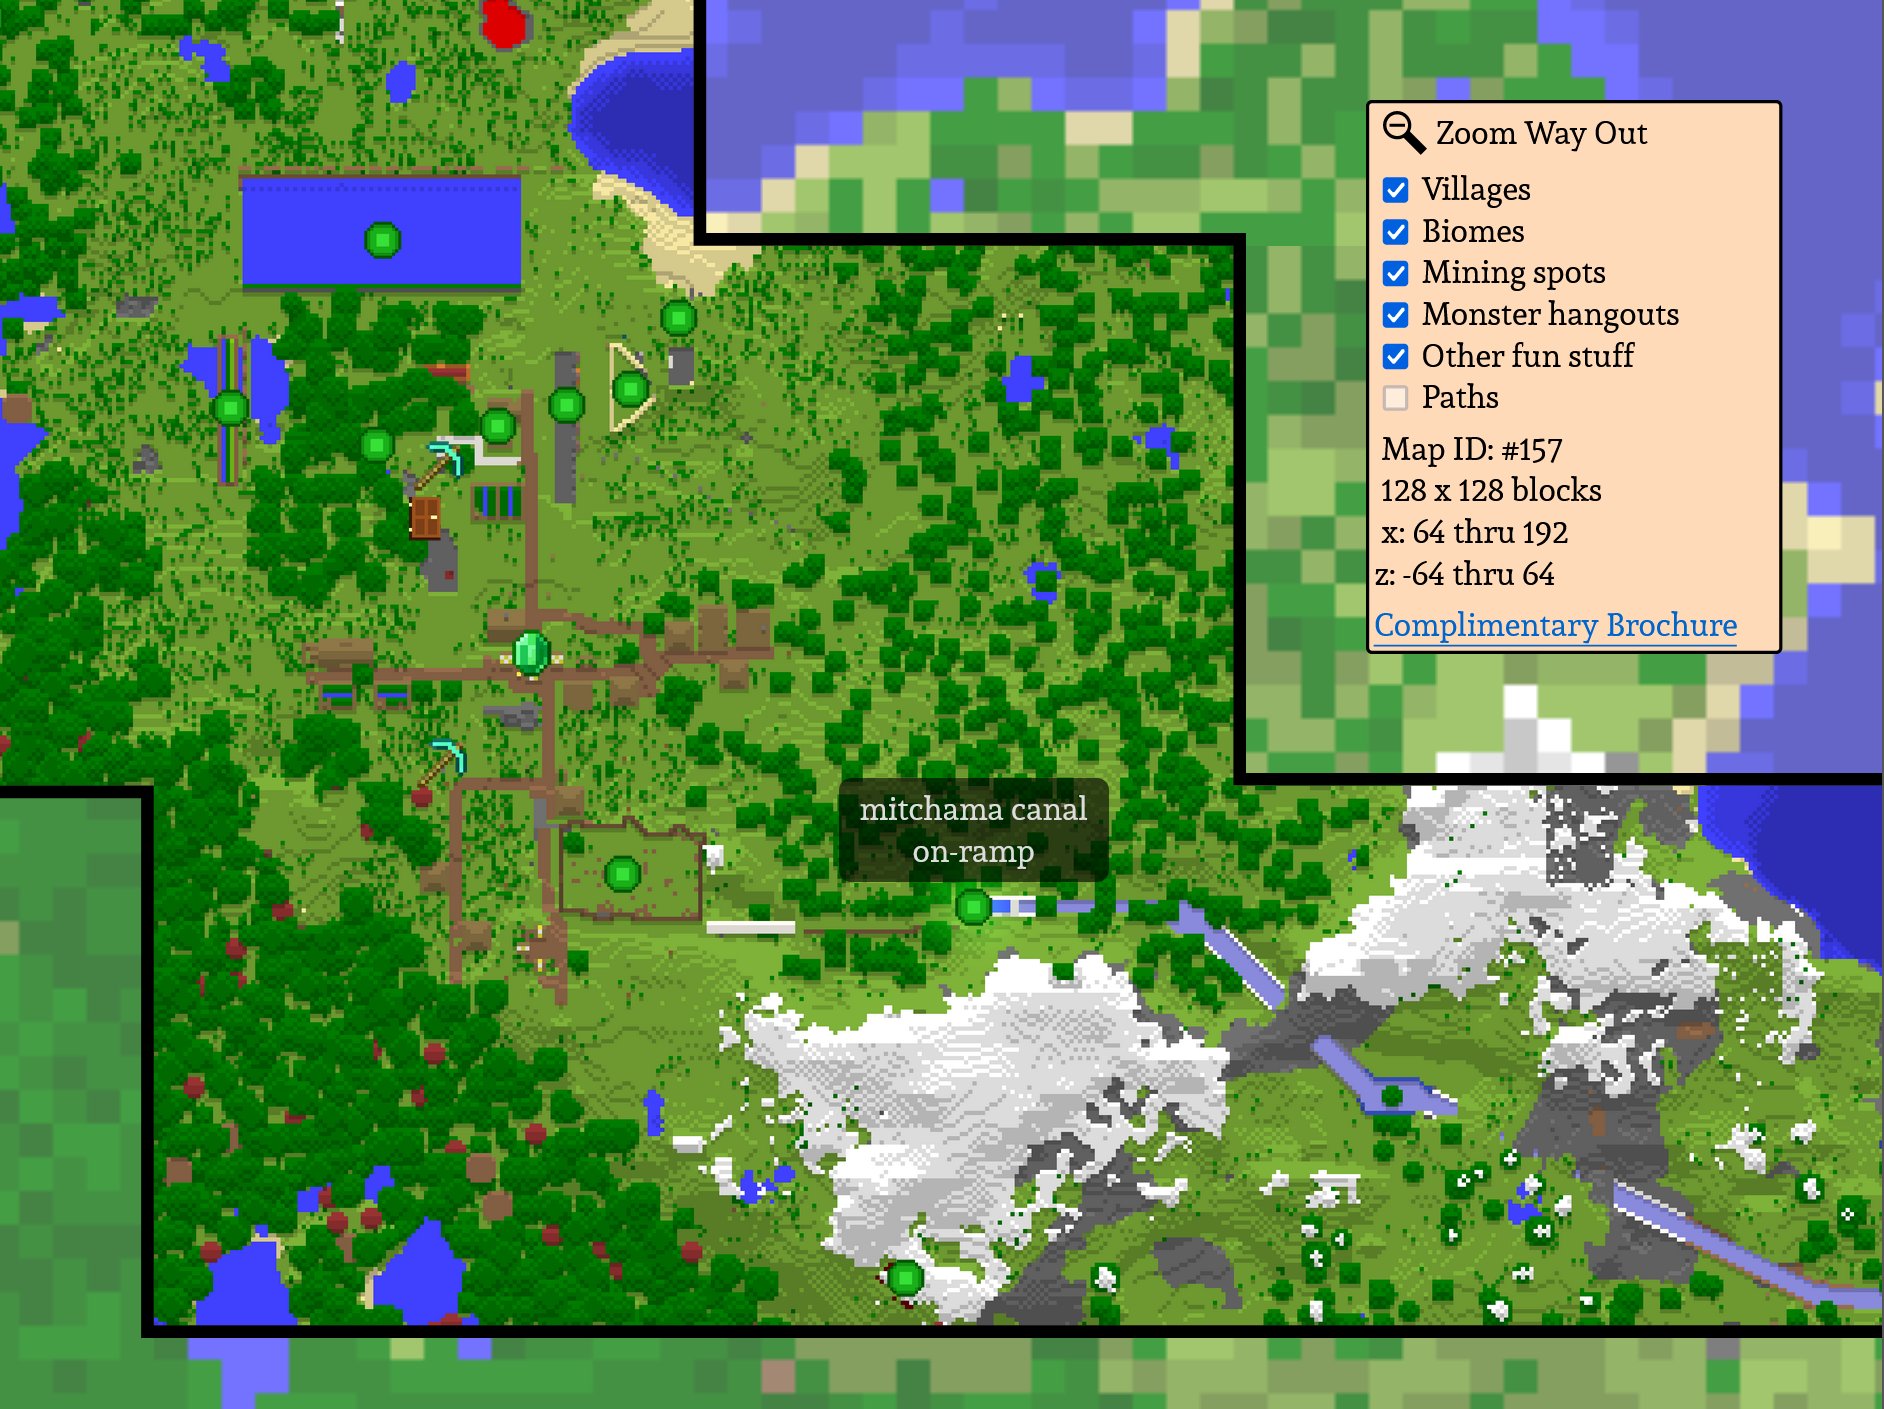 Zoom Way Out
Villages
Biomes
Mining spots
Monster hangouts
Other fun stuff
Paths
Map ID: #157
128 x 128 blocks
x: 64 thru 192
z: -64 thru 64
Complimentary Brochure
mitchama canal
on-ramp